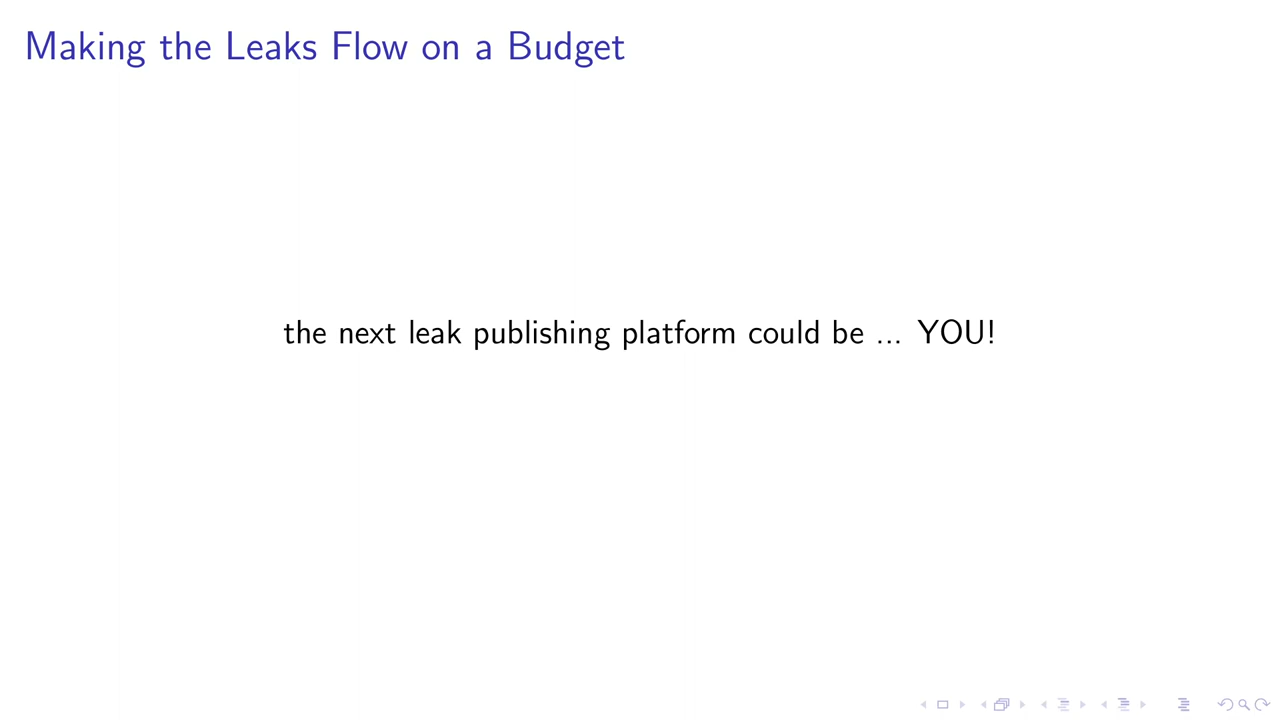 Making the Leaks Flow on a Budget
the next leak publishing platform could be ... YOU!